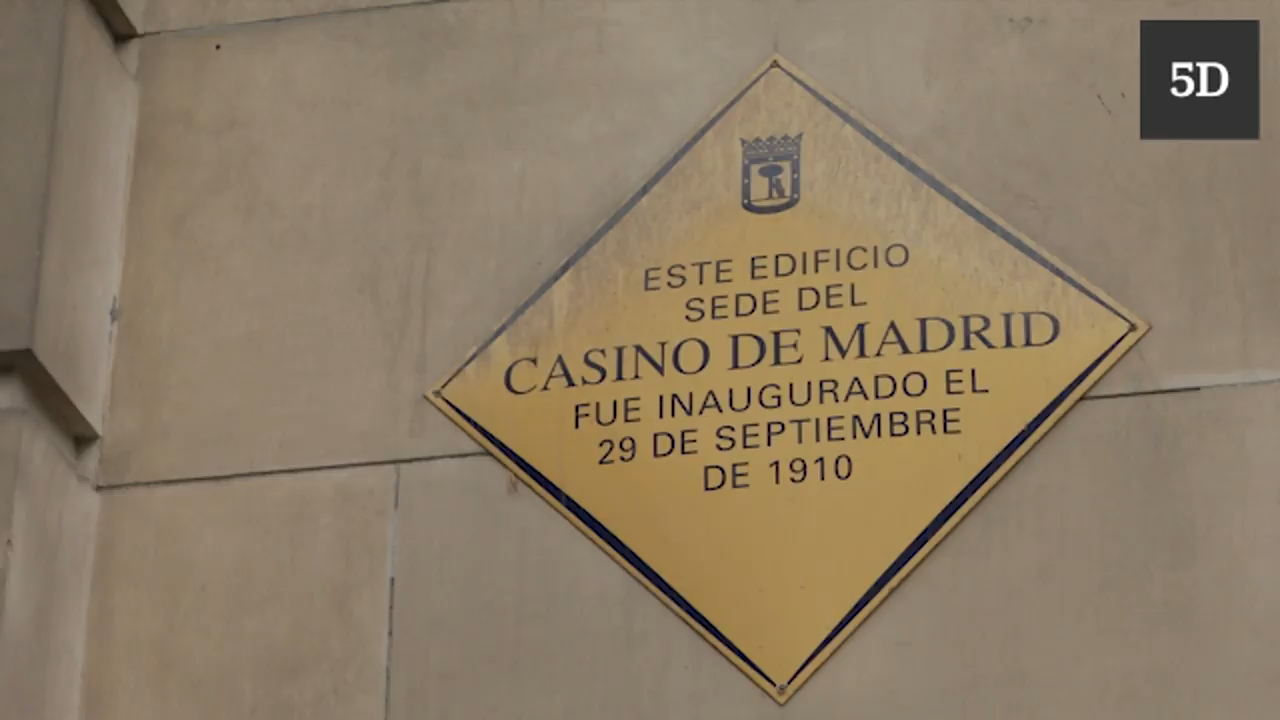 5D
ESTE EDIFICIO
SEDE DEL
CASINO DE MADRID
FUE INAUGURADO EL
29 DE SEPTIEMBRE
DE 1910